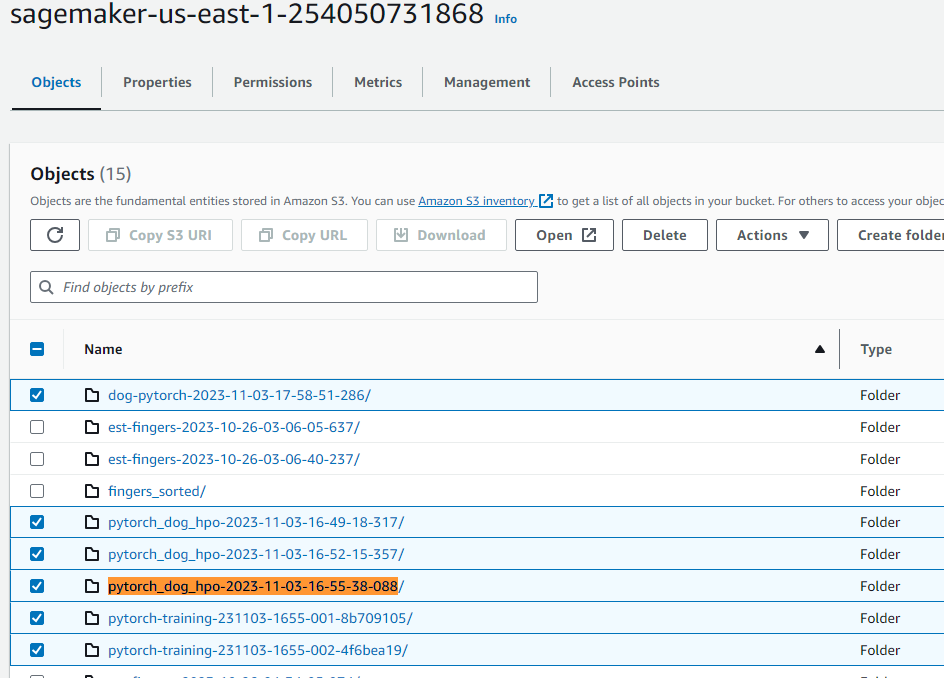 sagemaker-us-east-1-254050731868 Info
Objects Properties Permissions Metrics Management Access Points
Objects (15)
Objects are the fundamental entities stored in Amazon S3. You can use Amazon S3 inventory to get a list of all objects in your bucket. For others to access your
Copy S3 URI Copy URL Download Open Delete Actions Create folder
Find objects by prefix
Name Type
dog-pytorch-2023-11-03-17-58-51-286/ Folder
est-fingers-2023-10-26-03-06-05-637/ Folder
est-fingers-2023-10-26-03-06-40-237/ Folder
fingers_sorted/ Folder
pytorch_dog_hpo-2023-11-03-16-49-18-317/ Folder
pytorch_dog_hpo-2023-11-03-16-52-15-357/ Folder
pytorch_dog_hpo-2023-11-03-16-55-38-088/ Folder
pytorch-training-231103-1655-001-8b709105/ Folder
pytorch-training-231103-1655-002-4f6bea19/ Folder